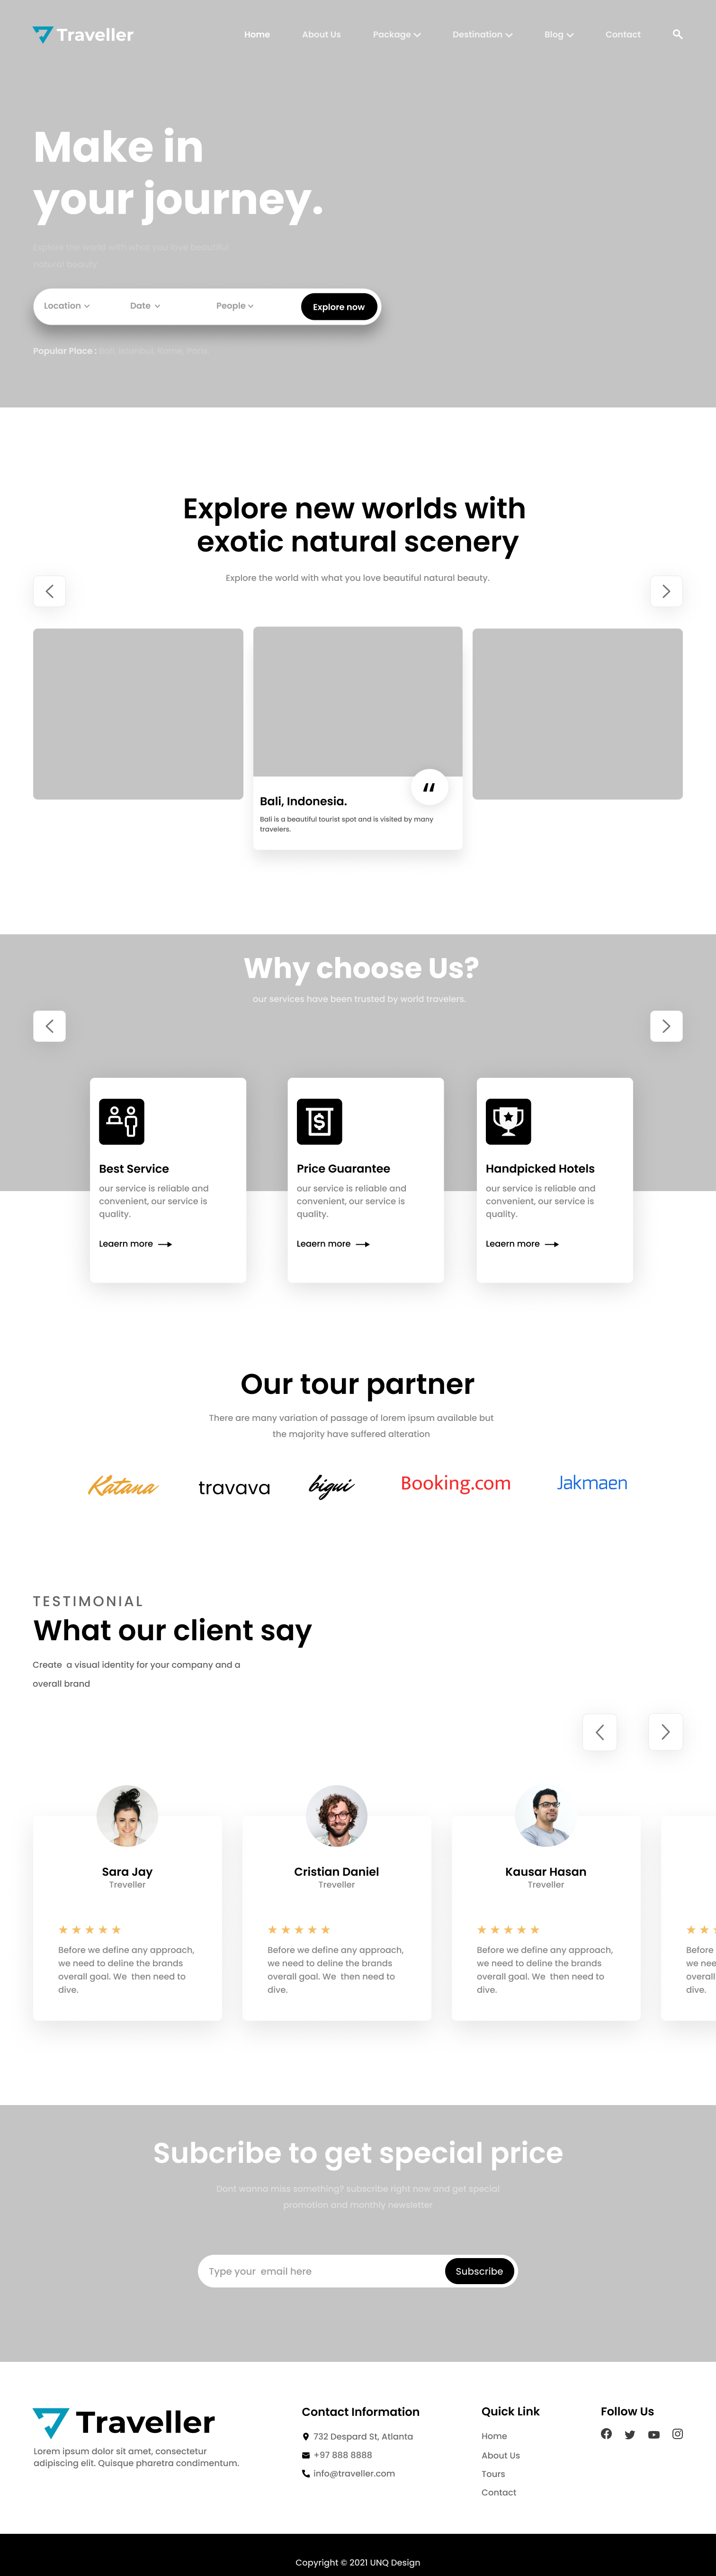 Traveller
Home About Us Package Destination Blog Contact
Make in
your journey.
Explore the world with what you love beautiful
natural beauty.
Location Date People Explore now
Popular Place :
Explore new worlds with
exotic natural scenery
Explore the world with what you love beautiful natural beauty.
Bali, Indonesia.
Bali is a beautiful tourist spot and is visited by many
travelers.
Why choose Us?
our services have been trusted by world travelers.
Best Service
our service is reliable and
convenient, our service is
quality.
Leaern more
Price Guarantee
our service is reliable and
convenient, our service is
quality.
Leaern more
Handpicked Hotels
our service is reliable and
convenient, our service is
quality.
Leaern more
Our tour partner
There are many variation of passage of lorem ipsum available but
the majority have suffered alteration
Katana travava bigui Booking.com Jakmaen
TESTIMONIAL
What our client say
Create a visual identity for your company and a
overall brand
Sara Jay
Treveller
Before we define any approach,
we need to deline the brands
overall goal. We then need to
dive.
Cristian Daniel
Treveller
Before we define any approach,
we need to deline the brands
overall goal. We then need to
dive.
Kausar Hasan
Treveller
Before we define any approach,
we need to deline the brands
overall goal. We then need to
dive.
Before
we nee
overall
dive.
Subcribe to get special price
Dont wanna miss something? subscribe right now and get special
promotion and monthly newsletter
Type your email here Subscribe
Traveller
Lorem ipsum dolor sit amet, consectetur
adipiscing elit. Quisque pharetra condimentum.
Contact Information
732 Despard St, Atlanta
+97 888 8888
info@traveller.com
Quick Link
Home
About Us
Tours
Contact
Follow Us
Copyright © 2021 UNQ Design